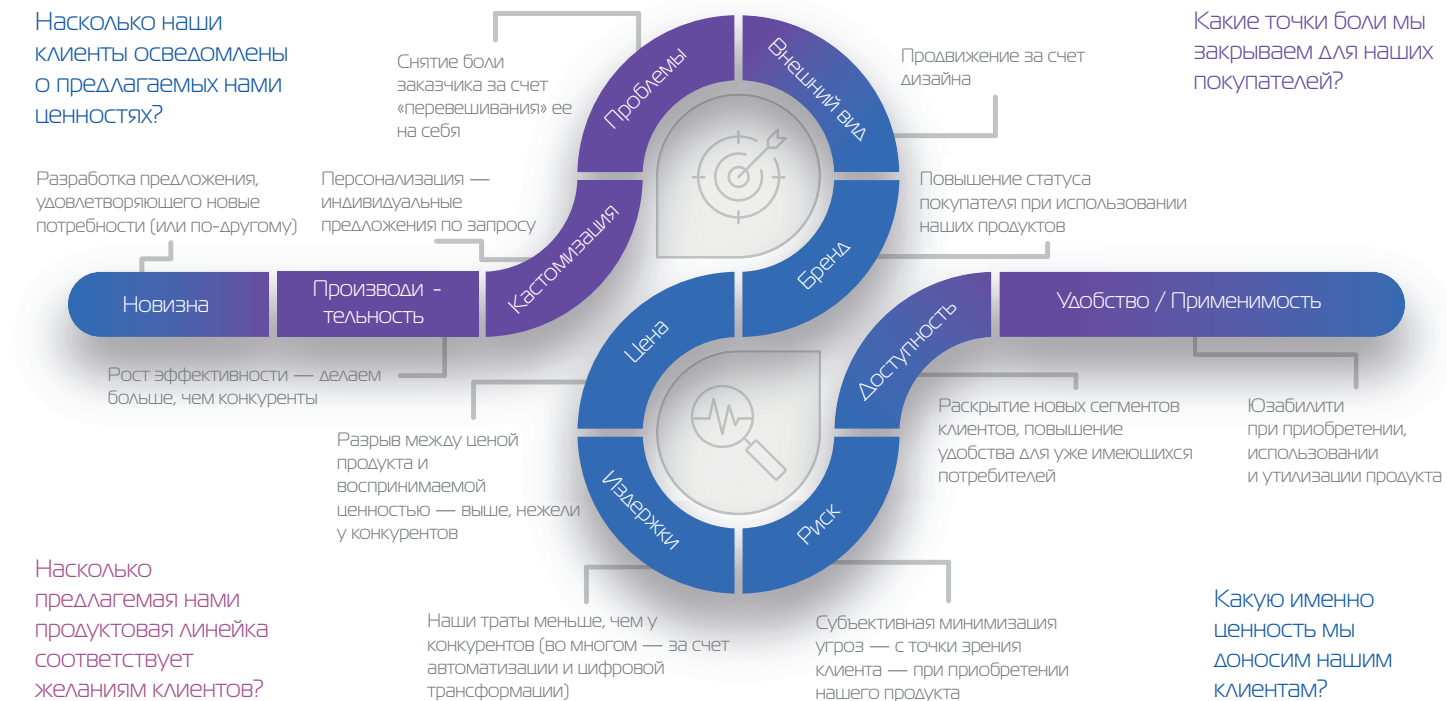 Насколько наши
клиенты осведомлены
о предлагаемых нами
ценностях?
Снятие боли
заказчика за счет
«перевешивания» ее
на себя
Проблемы
Внешний вид
Продвижение за счет
дизайна
Какие точки боли мы
закрываем для наших
покупателей?
Разработка предложения,
удовлетворяющего новые
потребности (или по-другому)
Персонализация —
индивидуальные
предложения по запросу
Повышение статуса
покупателя при использовании
наших продуктов
Новизна
Производи -
тельность
Кастомизация
Бренд
Цена
Доступность
Удобство / Применимость
Рост эффективности — делаем
больше, чем конкуренты
Разрыв между ценой
продукта и
воспринимаемой
ценностью — выше, нежели
у конкурентов
Раскрытие новых сегментов
клиентов, повышение
удобства для уже имеющихся
потребителей
Юзабилити
при приобретении,
использовании
и утилизации продукта
Издержки
Риск
Насколько
предлагемая нами
продуктовая линейка
соответствует
желаниям клиентов?
Наши траты меньше, чем у
конкурентов (во многом — за счет
автоматизации и цифровой
трансформации)
Субъективная минимизация
угроз — с точки зрения
клиента — при приобретении
нашего продукта
Какую именно
ценность мы
доносим нашим
клиентам?